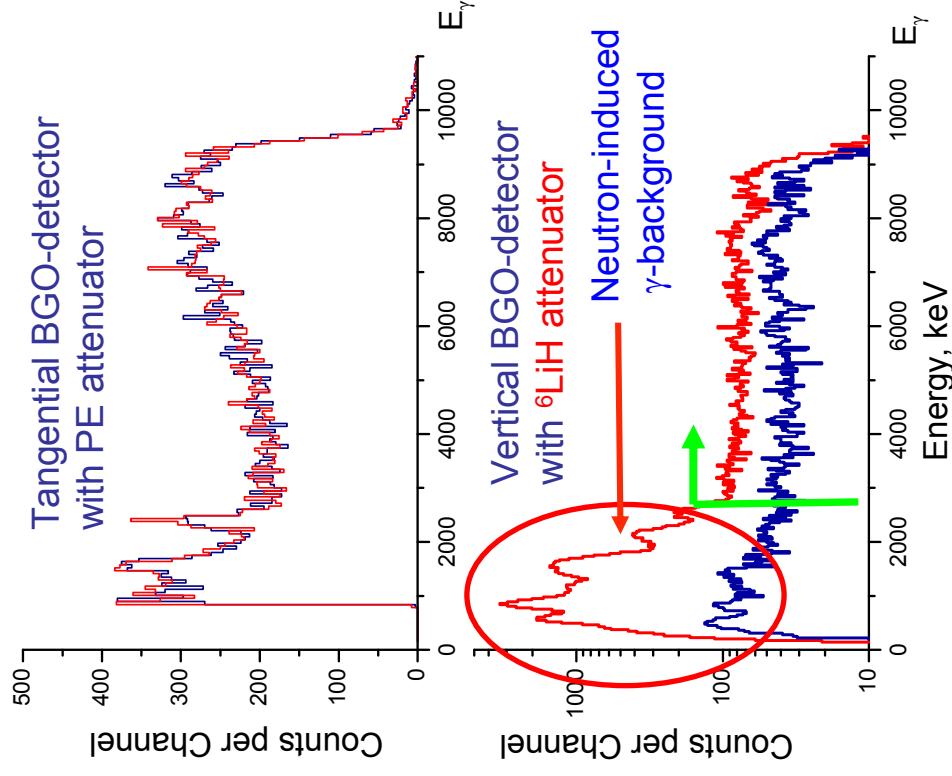 Tangential BGO-detector
with PE attenuator
Counts per Channel
500
400
300
200
100
0
0
2000
4000
6000
8000
10000
Eγ
Vertical BGO-detector
with ⁶LiH attenuator
Neutron-induced
γ-background
Counts per Channel
1000
100
10
0
2000
4000
6000
8000
10000
Eγ
Energy, keV